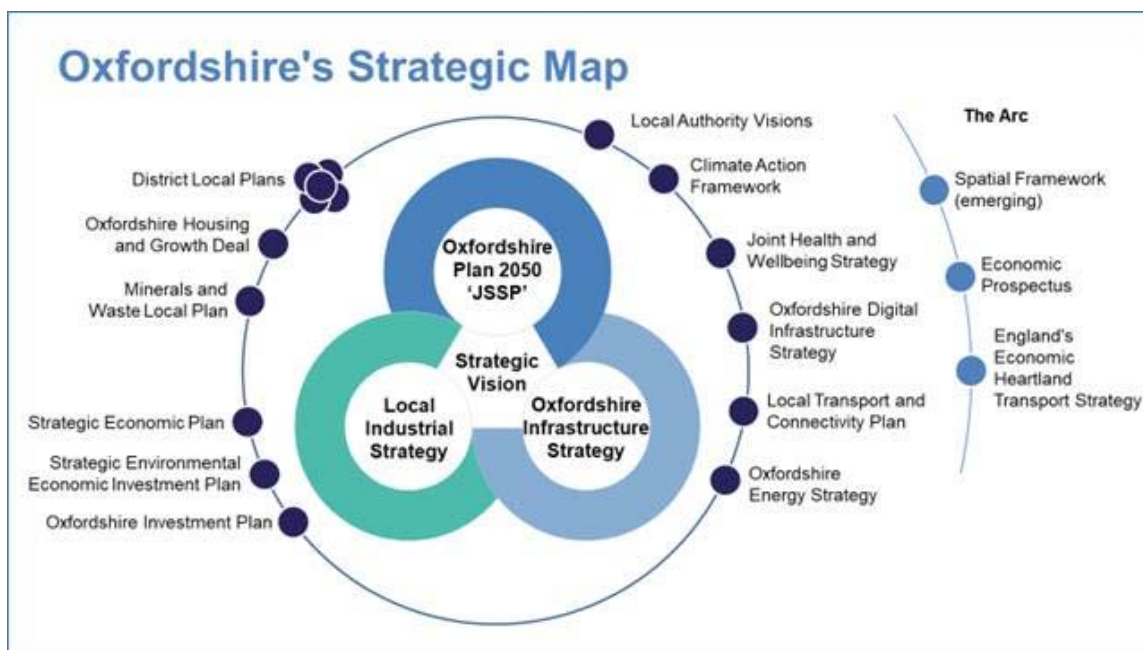 Oxfordshire's Strategic Map
District Local Plans
Oxfordshire Housing
and Growth Deal
Minerals and
Waste Local Plan
Strategic Economic Plan
Strategic Environmental
Economic Investment Plan
Oxfordshire Investment Plan
Oxfordshire
Plan 2050
‘JSSP’
Strategic
Vision
Local
Industrial
Strategy
Oxfordshire
Infrastructure
Strategy
Local Authority Visions
Climate Action
Framework
Joint Health and
Wellbeing Strategy
Oxfordshire Digital
Infrastructure
Strategy
Local Transport and
Connectivity Plan
Oxfordshire
Energy Strategy
The Arc
Spatial Framework
(emerging)
Economic
Prospectus
England's
Economic
Heartland
Transport Strategy